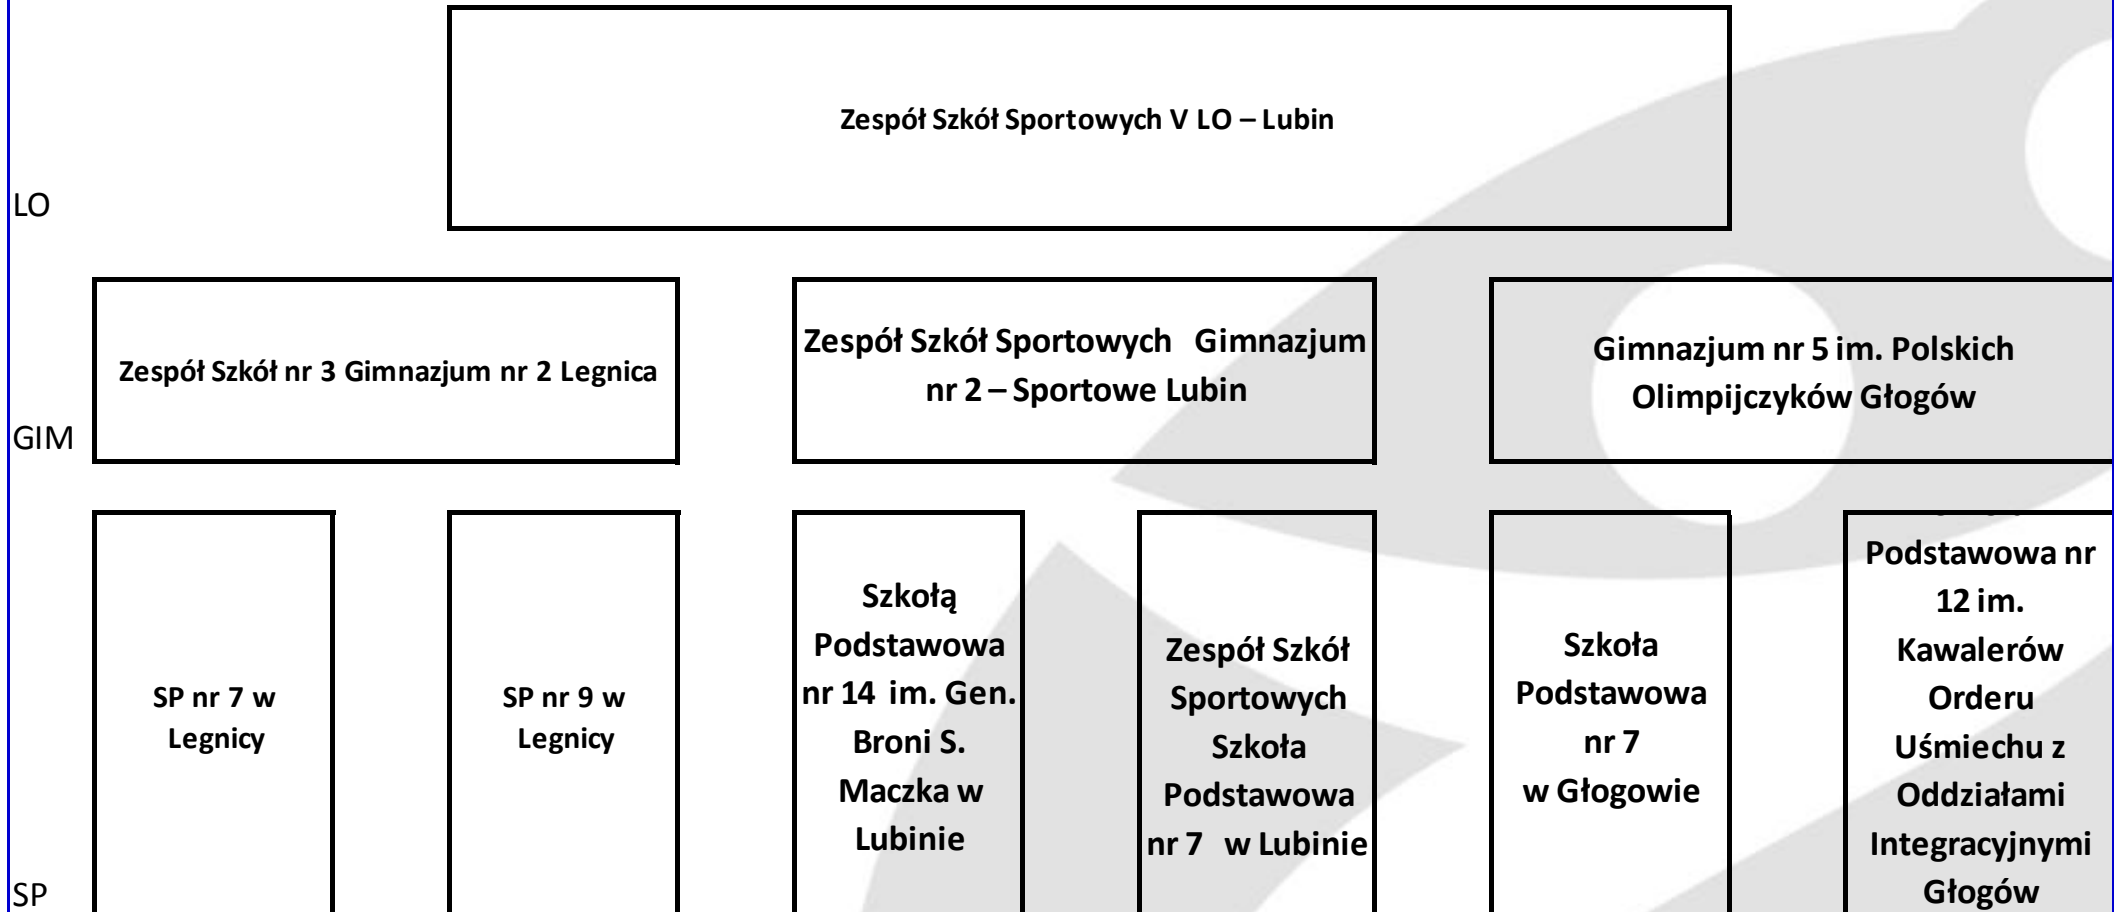 Zespół Szkół Sportowych V LO – Lubin
LO
Zespół Szkół nr 3 Gimnazjum nr 2 Legnica
Zespół Szkół Sportowych Gimnazjum
nr 2 – Sportowe Lubin
Gimnazjum nr 5 im. Polskich
Olimpijczyków Głogów
GIM
SP nr 7 w
Legnicy
SP nr 9 w
Legnicy
Szkołą
Podstawowa
nr 14 im. Gen.
Broni S.
Maczka w
Lubinie
Zespół Szkół
Sportowych
Szkoła
Podstawowa
nr 7 w Lubinie
Szkoła
Podstawowa
nr 7
w Głogowie
Podstawowa nr
12 im.
Kawalerów
Orderu
Uśmiechu z
Oddziałami
Integracyjnymi
Głogów
SP